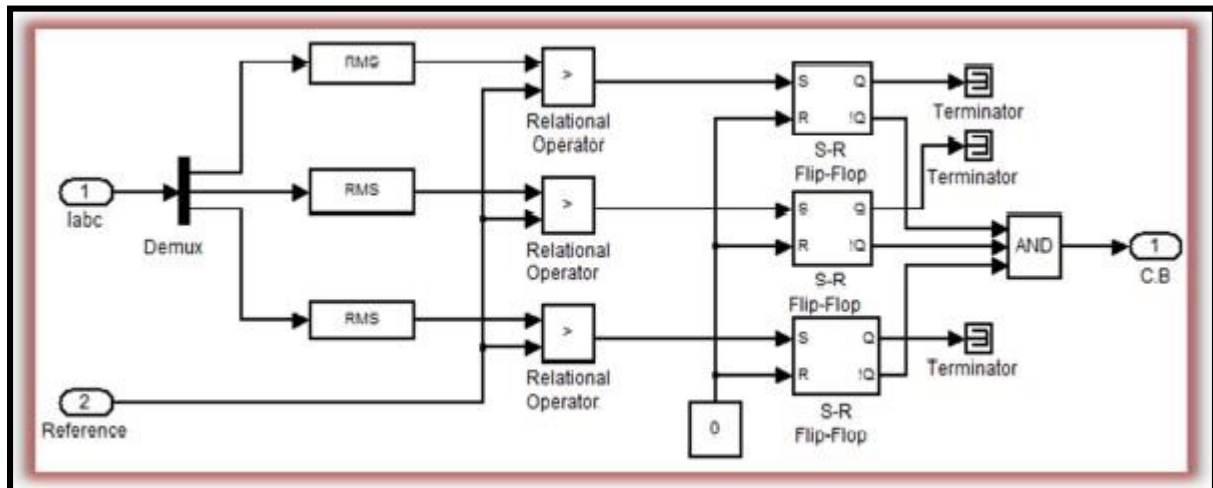 RMS
>
Relational
Operator
S Q
R !Q
S-R
Flip-Flop
Terminator
1
Iabc
Demux
RMS
>
Relational
Operator
S Q
R !Q
S-R
Flip-Flop
Terminator
AND
1
C.B
RMS
>
Relational
Operator
S Q
R !Q
S-R
Flip-Flop
Terminator
2
Reference
0